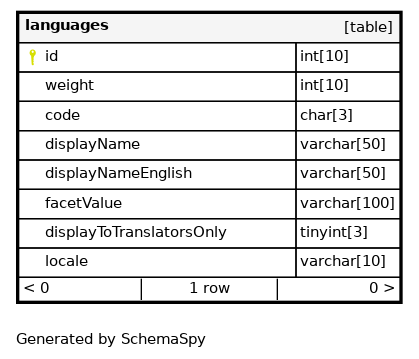 languages [table]
id int[10]
weight int[10]
code char[3]
displayName varchar[50]
displayNameEnglish varchar[50]
facetValue varchar[100]
displayToTranslatorsOnly tinyint[3]
locale varchar[10]
< 0 1 row 0 >
Generated by SchemaSpy